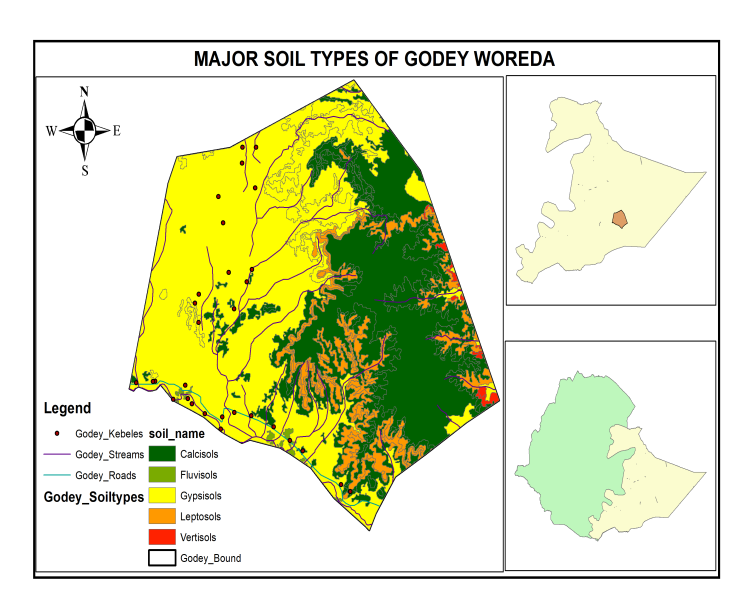 MAJOR SOIL TYPES OF GODEY WOREDA
N
W E
S
Legend
Godey_Kebeles
Godey_Streams
Godey_Roads
Godey_Soiltypes
soil_name
Calcisols
Fluvisols
Gypsisols
Leptosols
Vertisols
Godey_Bound